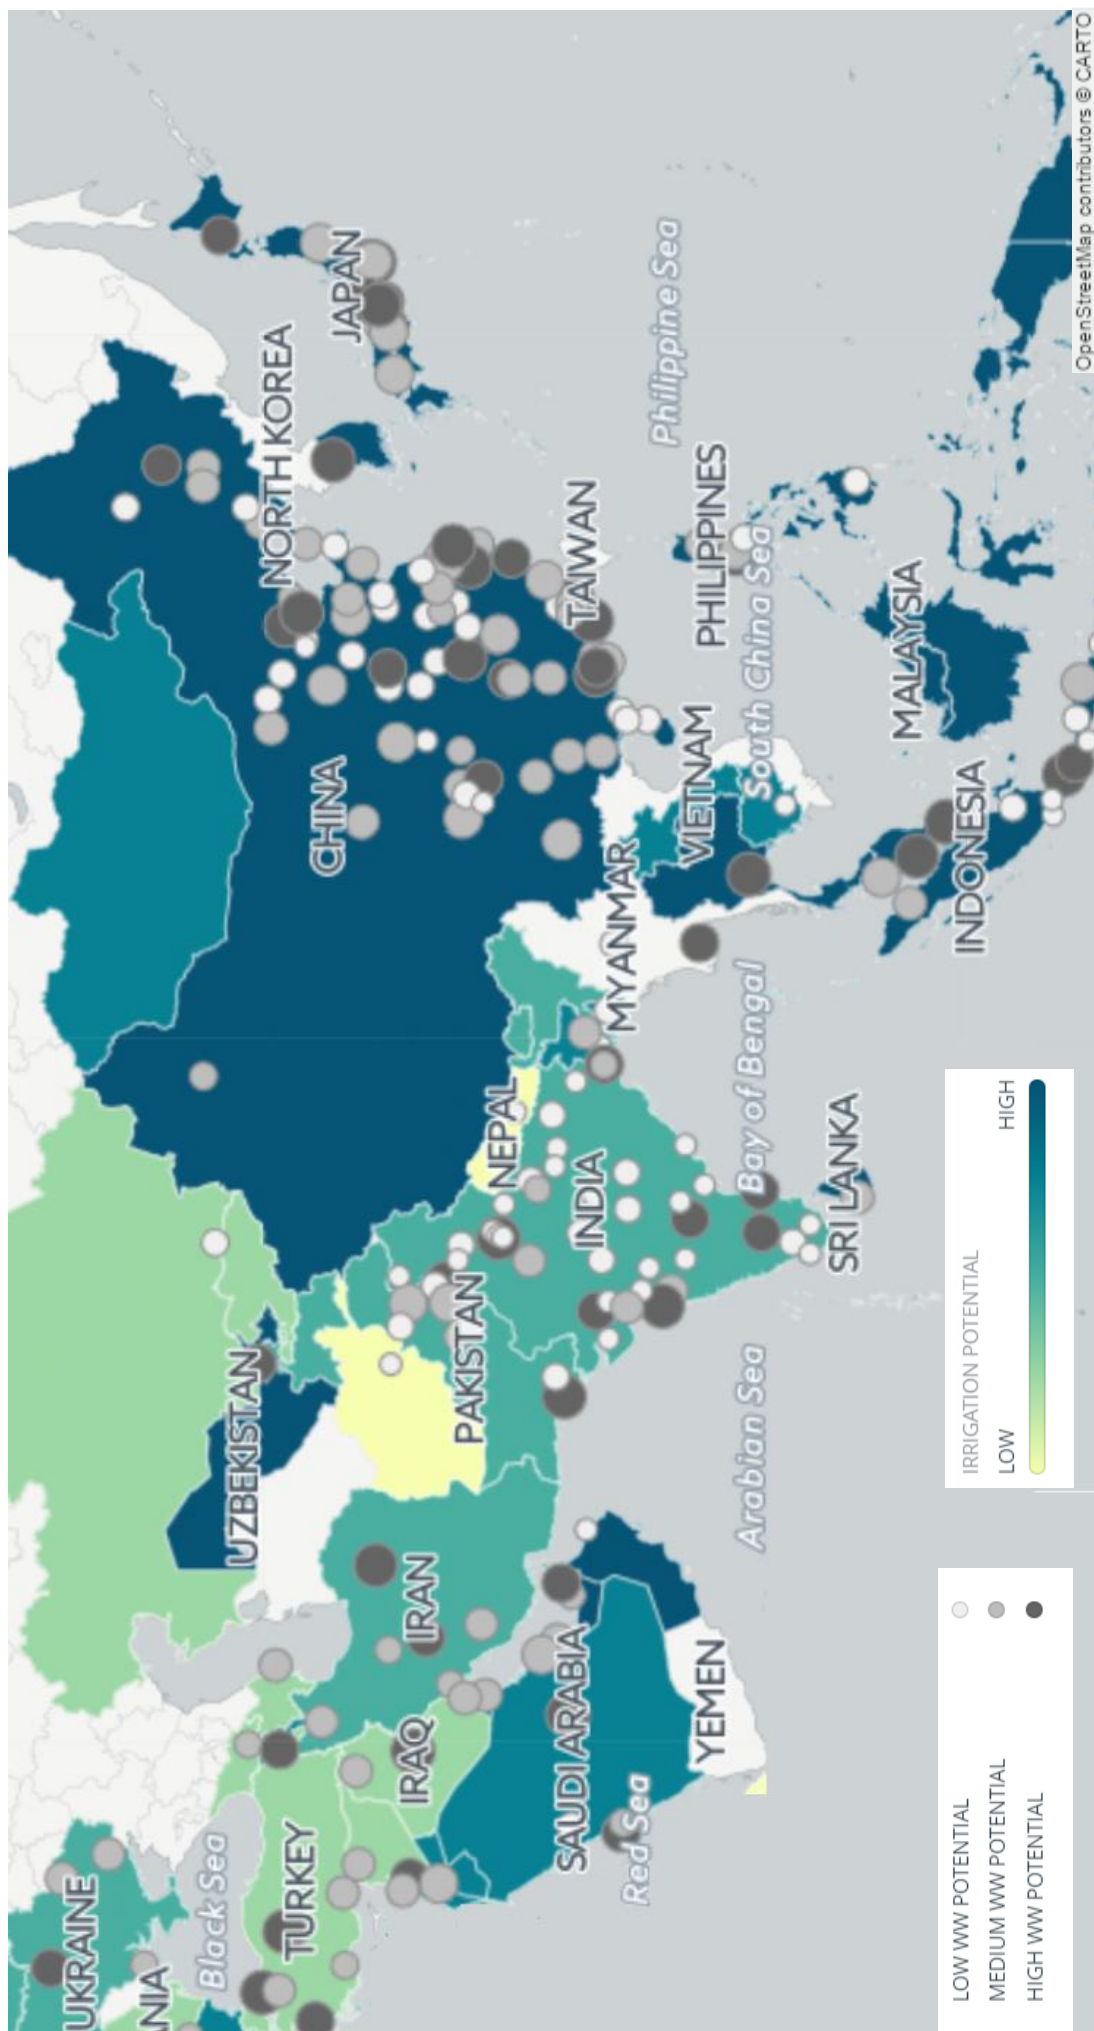 UKRAINE
NIA
Black Sea
TURKEY
IRAQ
IRAN
SAUDI ARABIA
YEMEN
Red Sea
UZBEKISTAN
PAKISTAN
NEPAL
INDIA
SRI LANKA
Arabian Sea
Bay of Bengal
CHINA
MYANMAR
VIETNAM
NORTH KOREA
JAPAN
TAIWAN
PHILIPPINES
Philippine Sea
South China Sea
MALAYSIA
INDONESIA
LOW WW POTENTIAL
MEDIUM WW POTENTIAL
HIGH WW POTENTIAL
IRRIGATION POTENTIAL
LOW HIGH
OpenStreetMap contributors © CARTO